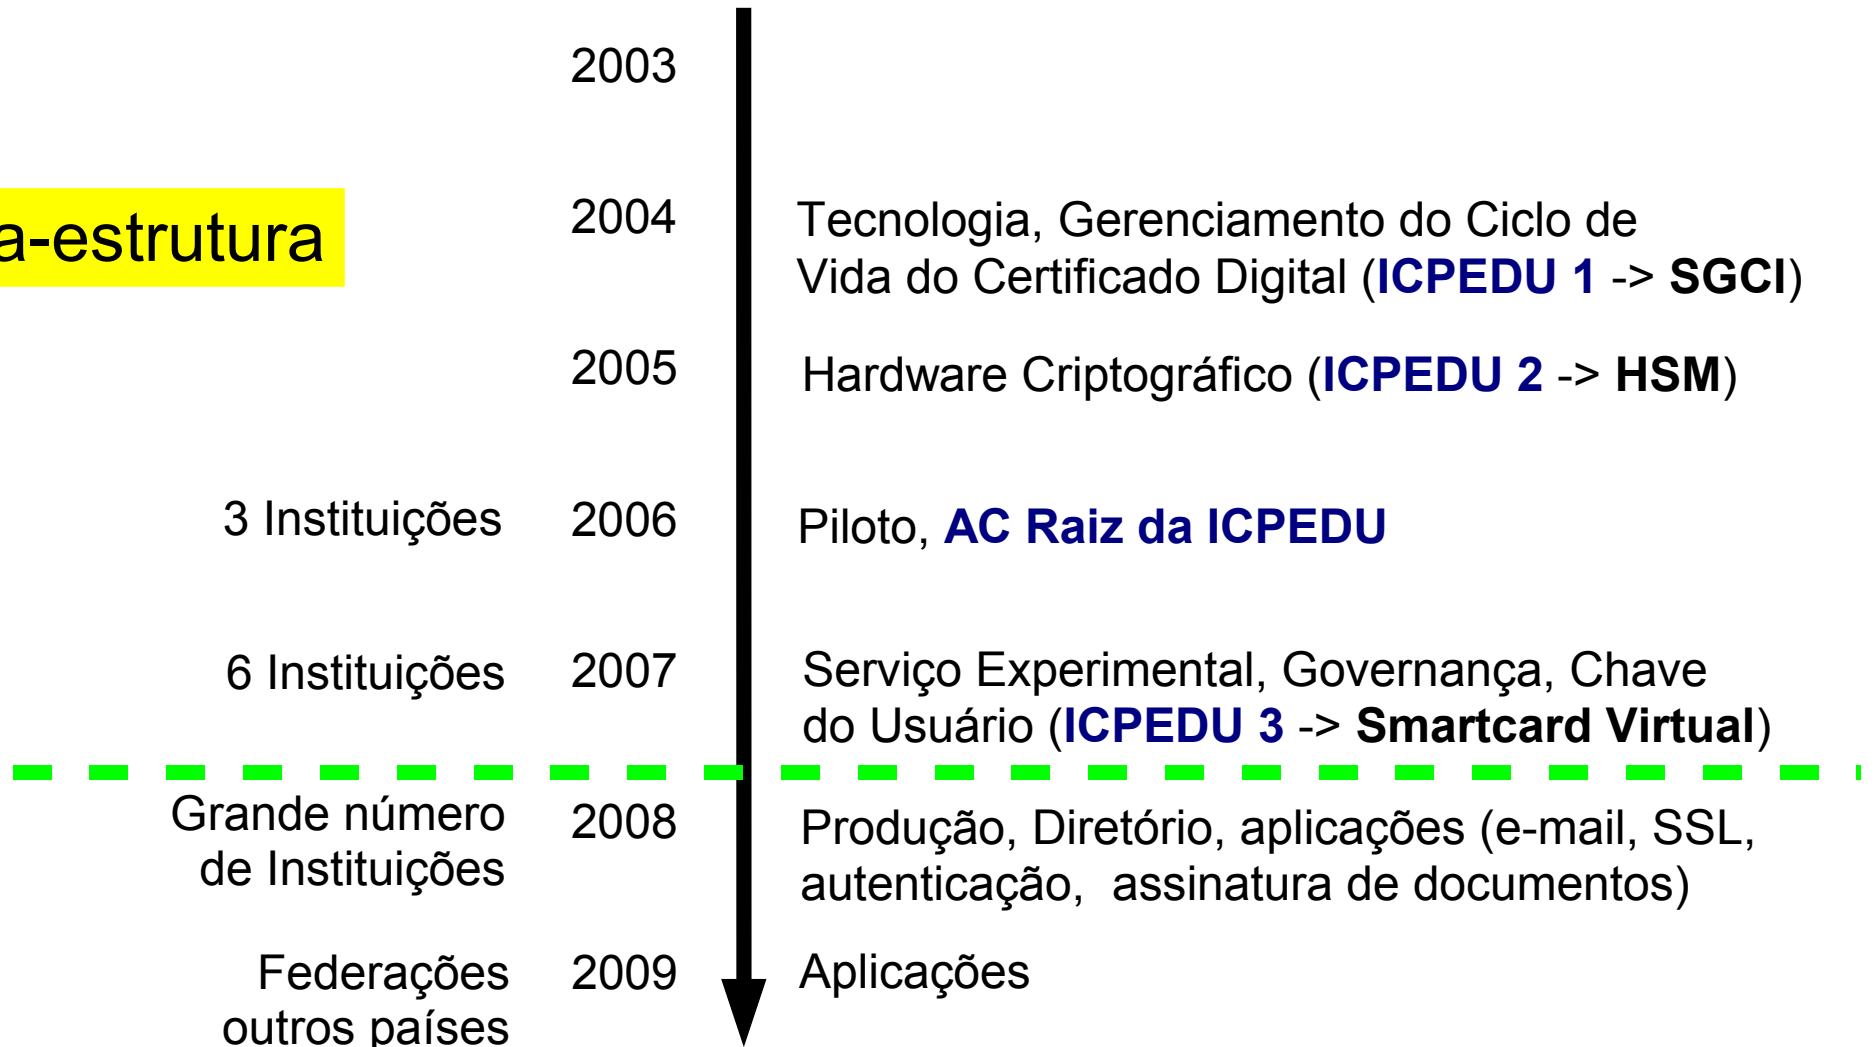 2003
a-estrutura
2004
Tecnologia, Gerenciamento do Ciclo de
Vida do Certificado Digital (ICPEDU 1 -> SGCI)
2005
Hardware Criptográfico (ICPEDU 2 -> HSM)
3 Instituições
2006
Piloto, AC Raiz da ICPEDU
6 Instituições
2007
Serviço Experimental, Governança, Chave
do Usuário (ICPEDU 3 -> Smartcard Virtual)
Grande número
de Instituições
2008
Produção, Diretório, aplicações (e-mail, SSL,
autenticação,  assinatura de documentos)
Federações
outros países
2009
Aplicações